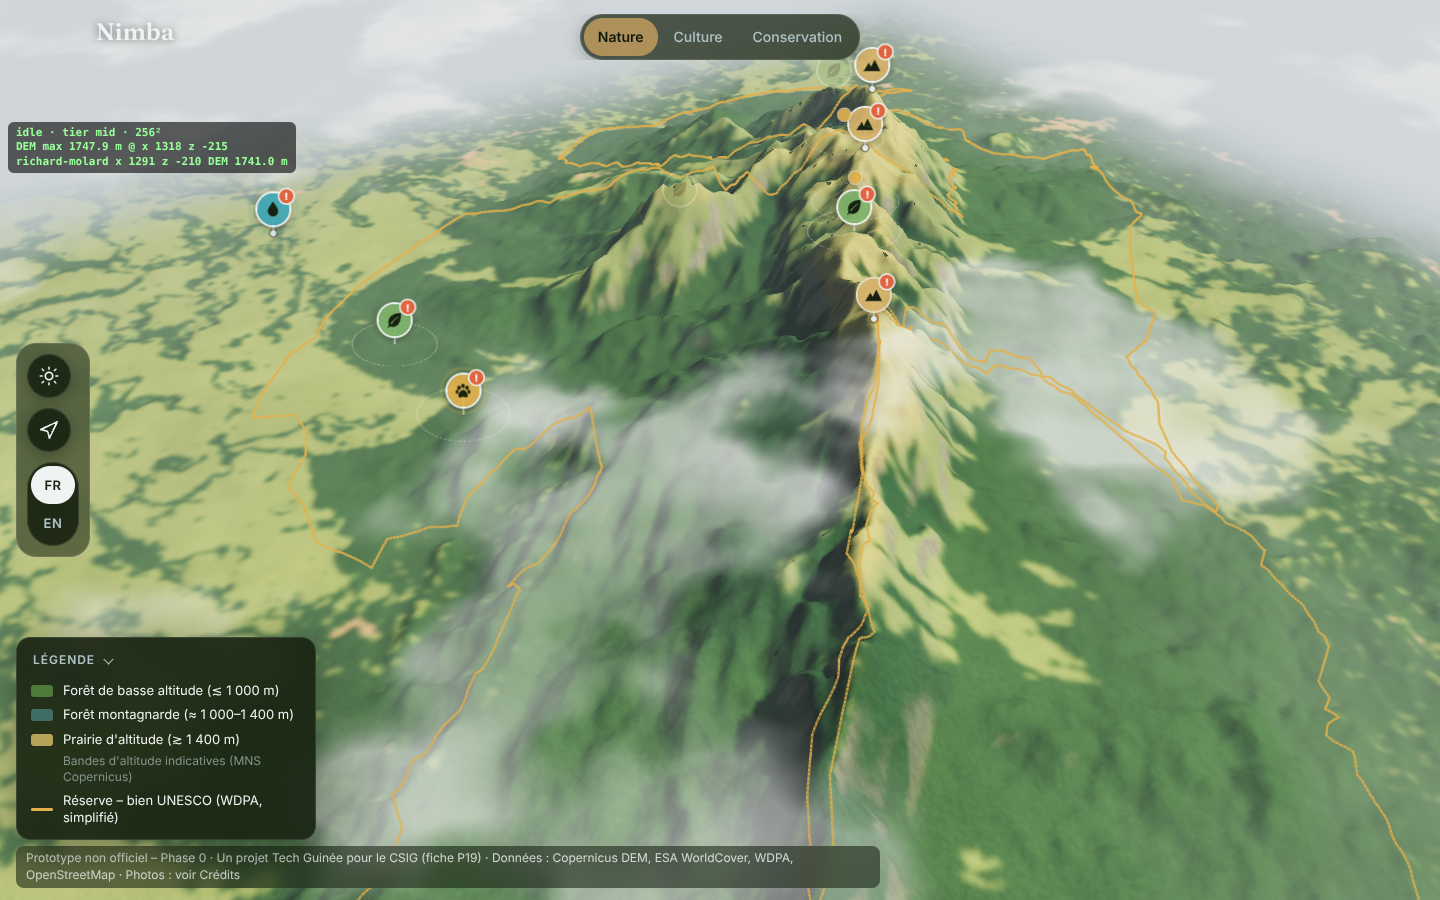 Nimba
Nature
Culture
Conservation
idle · tier mid · 256²
DEM max 1747.9 m @ x 1318 z -215
richard-molard x 1291 z -210 DEM 1741.0 m
!
!
!
!
!
!
!
FR
EN
LÉGENDE
Forêt de basse altitude (≤ 1 000 m)
Forêt montagnarde (≈ 1 000–1 400 m)
Prairie d'altitude (≳ 1 400 m)
Bandes d'altitude indicatives (MNS
Copernicus)
Réserve – bien UNESCO (WDPA,
simplifié)
Prototype non officiel – Phase 0 · Un projet Tech Guinée pour le CSIG (fiche P19) · Données : Copernicus DEM, ESA WorldCover, WDPA,
OpenStreetMap · Photos : voir Crédits